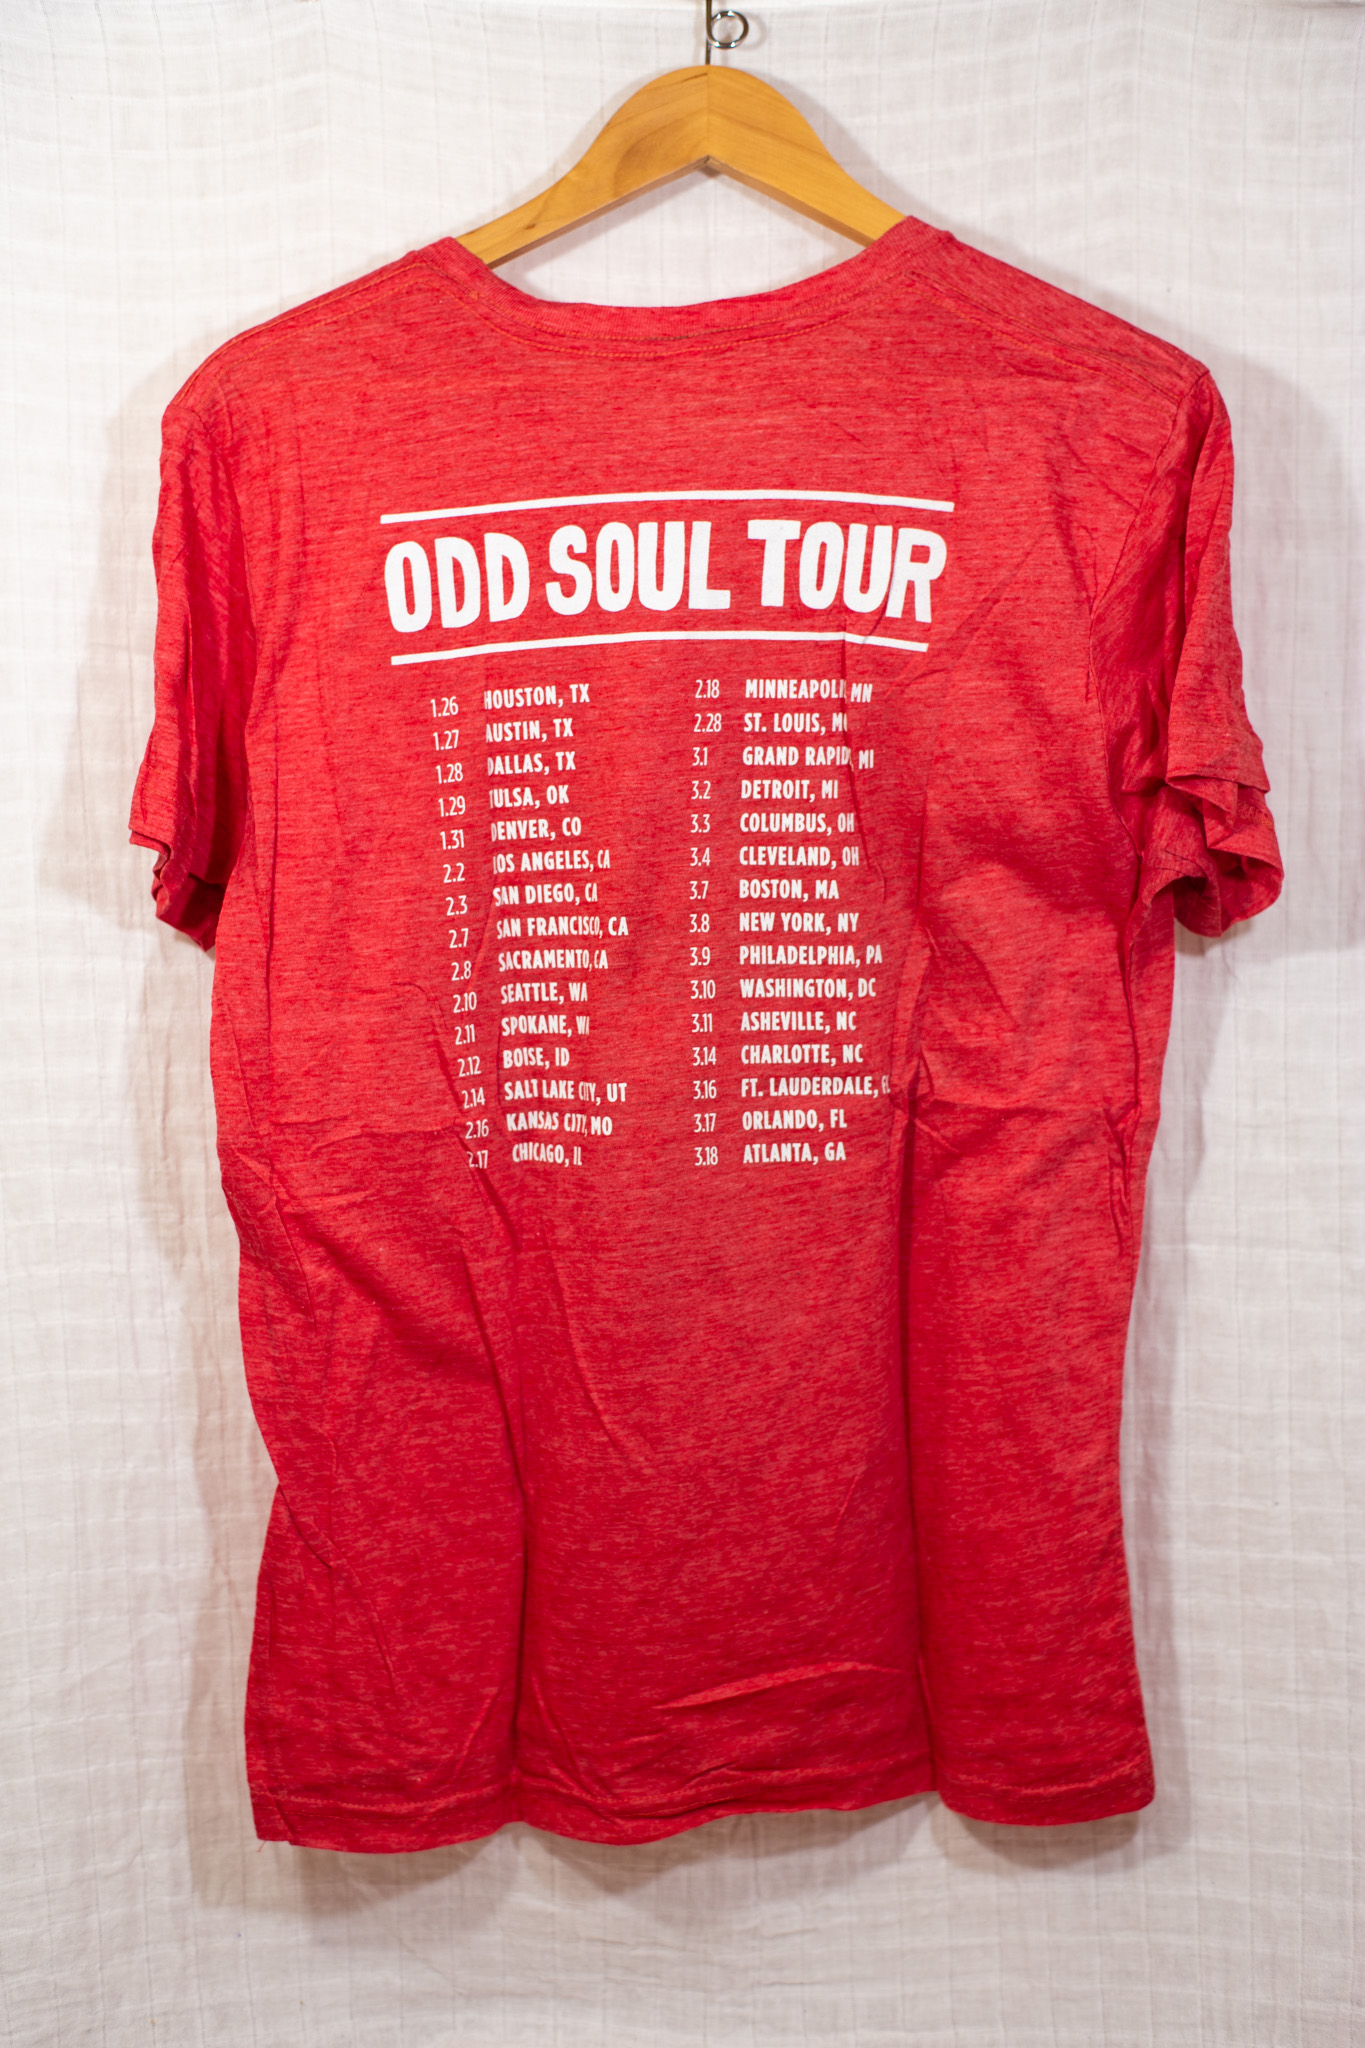 ODD SOUL TOUR
1.26 HOUSTON, TX
1.27 AUSTIN, TX
1.28 DALLAS, TX
1.29 TULSA, OK
1.31 DENVER, CO
2.2 LOS ANGELES, CA
2.3 SAN DIEGO, CA
2.7 SAN FRANCISCO, CA
2.8 SACRAMENTO, CA
2.10 SEATTLE, WA
2.11 SPOKANE,
2.12 BOISE, ID
2.14 SALT LAKE CITY, UT
2.16 KANSAS CITY, MO
2.17 CHICAGO, IL
2.18 MINNEAPOLIS, MN
2.28 ST. LOUIS, MO
3.1 GRAND RAPIDS, MI
3.2 DETROIT, MI
3.3 COLUMBUS, OH
3.4 CLEVELAND, OH
3.7 BOSTON, MA
3.8 NEW YORK, NY
3.9 PHILADELPHIA, PA
3.10 WASHINGTON, DC
3.11 ASHEVILLE, NC
3.14 CHARLOTTE, NC
3.16 FT. LAUDERDALE, FL
3.17 ORLANDO, FL
3.18 ATLANTA, GA